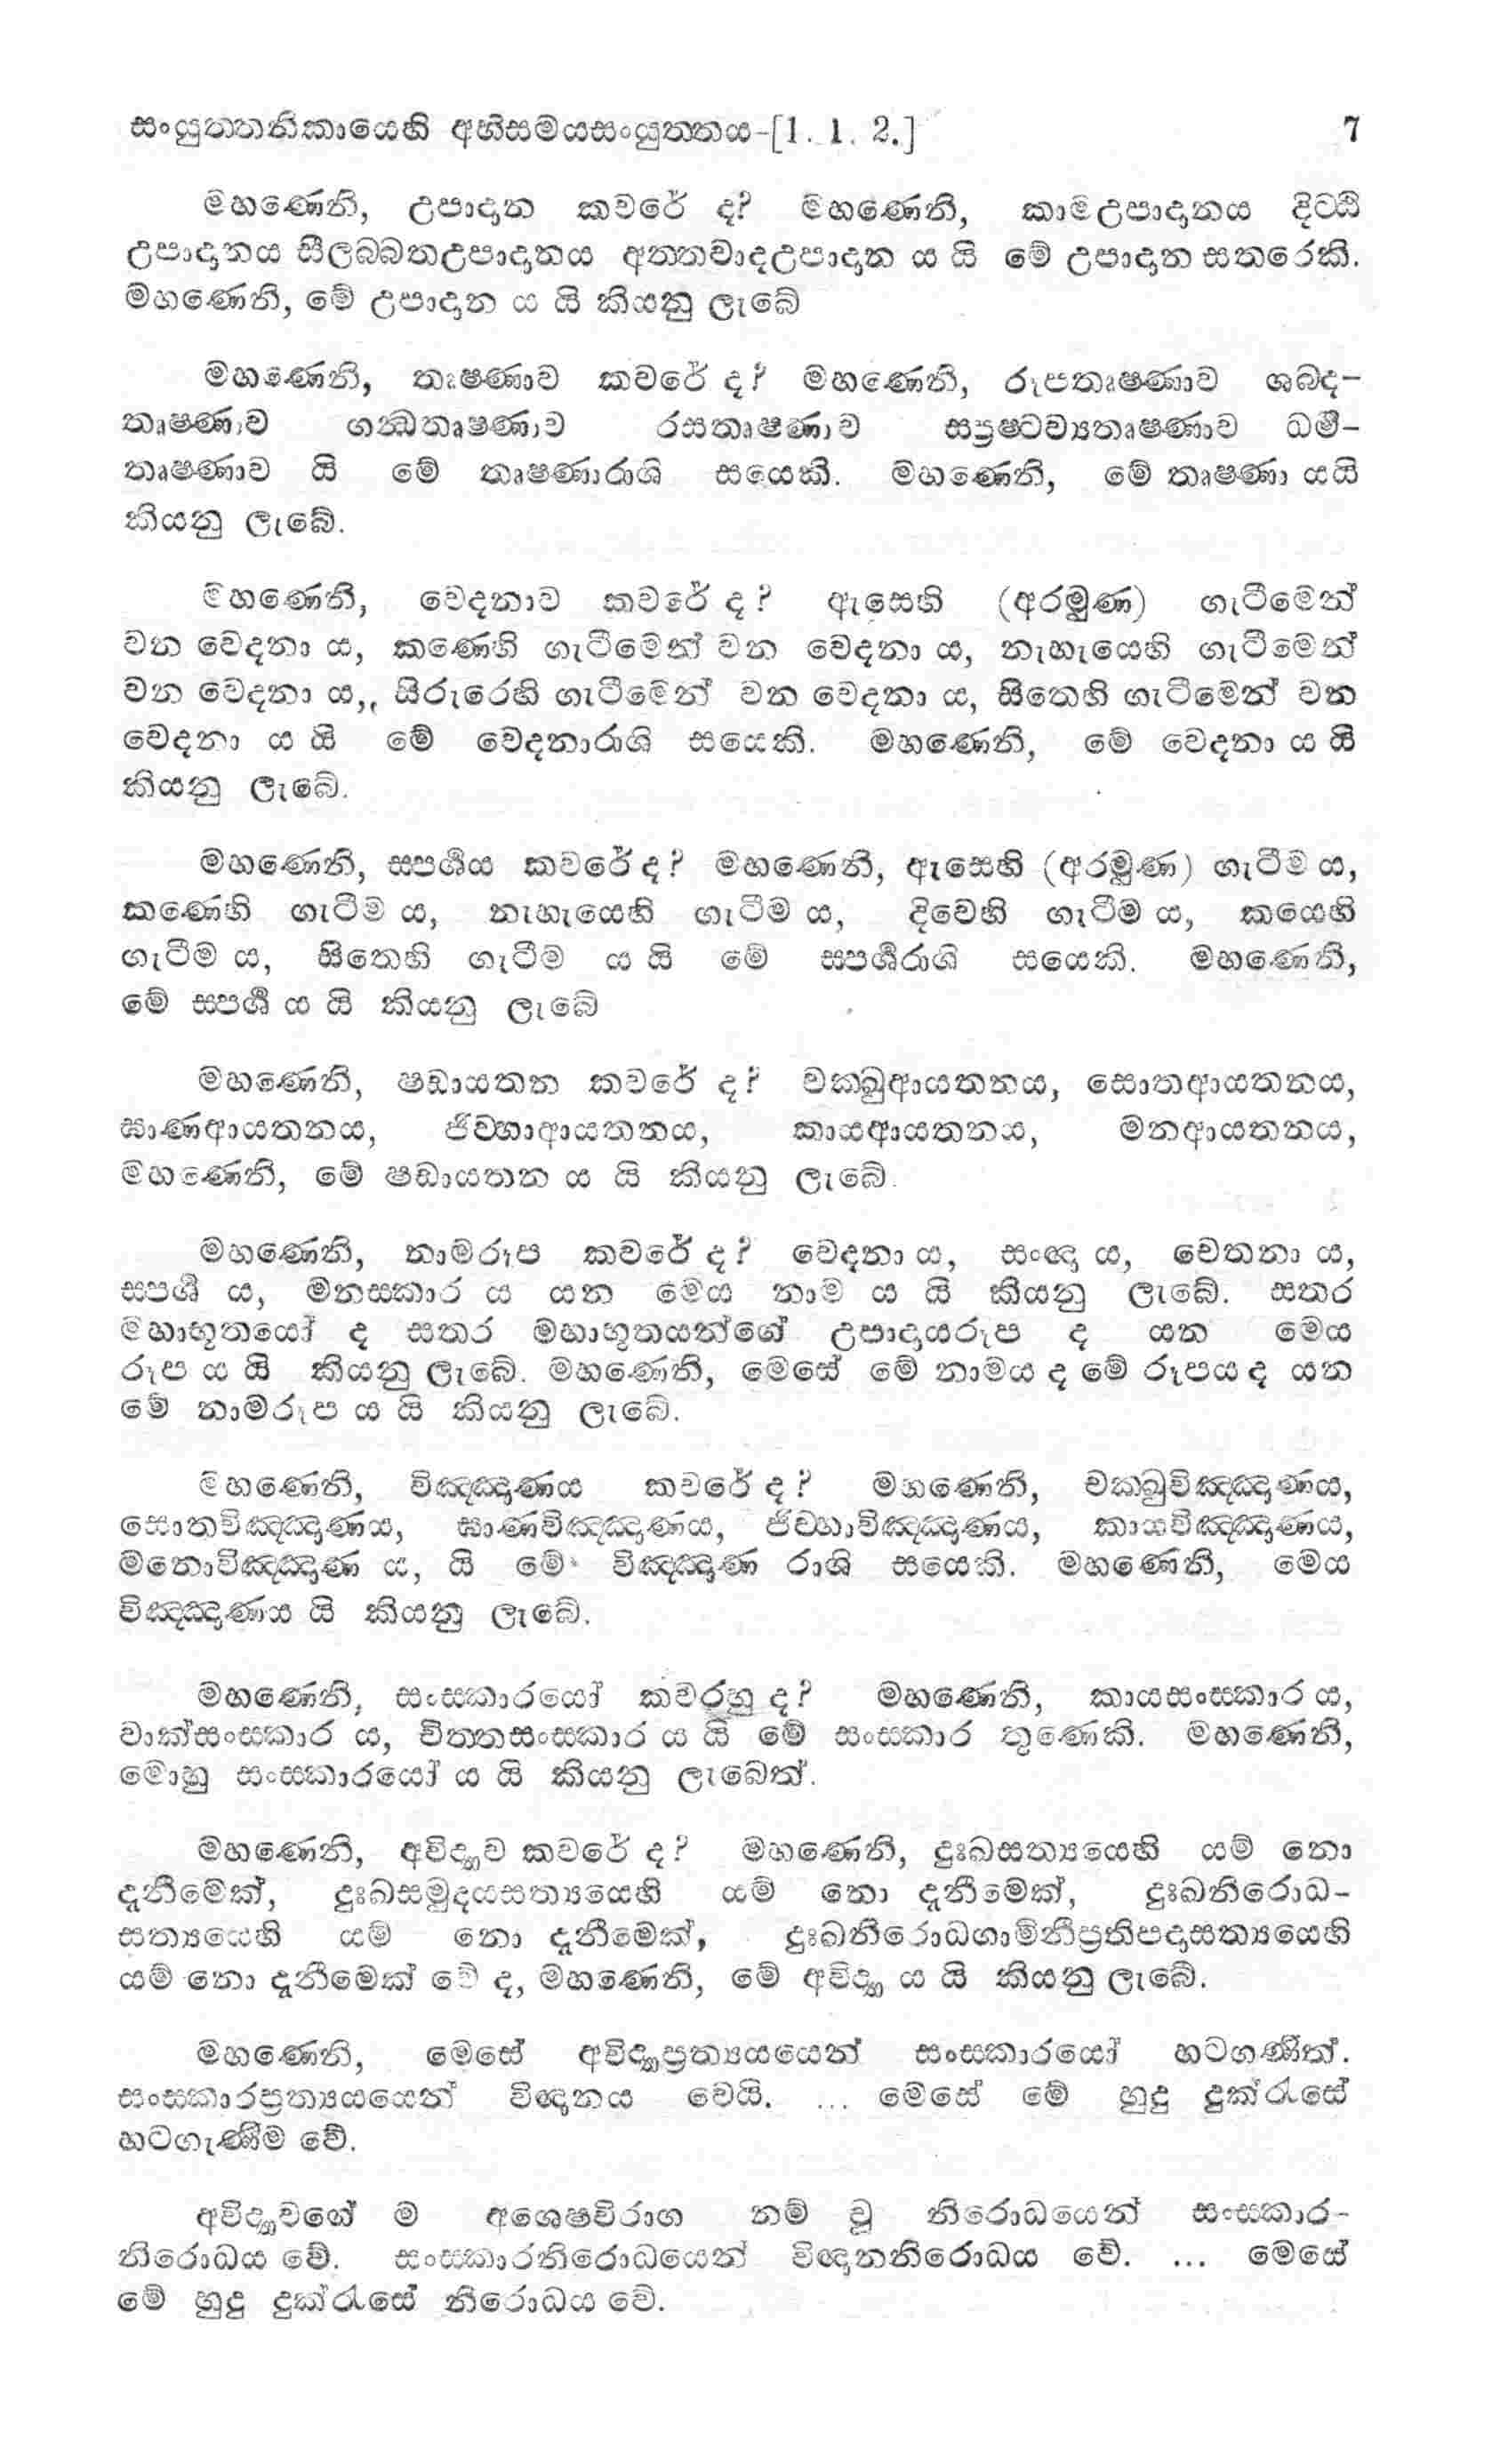 සංයුත්තනිකායෙහි අභිසමයසංයුත්තය-[1. 1. 2.] 7
මහණෙනි, උපාදාන කවරේ ද? මහණෙනි, කාමඋපාදානය දිට්ඨි
උපාදානය සීලබ්බතඋපාදානය අත්තවාදඋපාදාන ය යි මේ උපාදාන සතරෙකි.
මහණෙනි, මේ උපාදාන ය යි කියනු ලැබේ
මහණෙනි, තෘෂ්ණාව කවරේ ද? මහණෙනි, රූපතෘෂ්ණාව ශබ්ද-
තෘෂ්ණාව ගන්ධතෘෂ්ණාව රසතෘෂ්ණාව ස්ප්‍රෂ්ටව්‍යතෘෂ්ණාව ධර්ම-
තෘෂ්ණාව යි මේ තෘෂ්ණාරාශි සයෙකි. මහණෙනි, මේ තෘෂ්ණා යයි
කියනු ලැබේ.
මහණෙනි, වේදනාව කවරේ ද? ඇසෙහි (අරමුණ) ගැටීමෙන්
වන වේදනා ය, කණෙහි ගැටීමෙන් වන වේදනා ය, නැහැයෙහි ගැටීමෙන්
වන වේදනා ය,, සිරුරෙහි ගැටීමෙන් වන වේදනා ය, සිතෙහි ගැටීමෙන් වන
වේදනා ය යි මේ වේදනාරාශි සයෙකි. මහණෙනි, මේ වේදනා ය යි
කියනු ලැබේ.
මහණෙනි, ස්පර්ශය කවරේ ද? මහණෙනි, ඇසෙහි (අරමුණ) ගැටීම ය,
කණෙහි ගැටීම ය, නැහැයෙහි ගැටීම ය, දිවෙහි ගැටීම ය, කයෙහි
ගැටීම ය, සිතෙහි ගැටීම ය යි මේ ස්පර්ශරාශි සයෙකි. මහණෙනි,
මේ ස්පර්ශ ය යි කියනු ලැබේ
මහණෙනි, ෂඩායතන කවරේ ද? චක්ඛුආයතනය, සොතආයතනය,
ඝාණආයතනය, ජිව්හාආයතනය, කායආයතනය, මනආයතනය,
මහණෙනි, මේ ෂඩායතන ය යි කියනු ලැබේ.
මහණෙනි, නාමරූප කවරේ ද? වේදනා ය, සංඥා ය, චෙතනා ය,
ස්පර්ශ ය, මනසකාර ය යන මෙය නාම ය යි කියනු ලැබේ. සතර
මහාභූතයෝ ද සතර මහාභූතයන්ගේ උපාදායරූප ද යන මෙය
රූප ය යි කියනු ලැබේ. මහණෙනි, මෙසේ මේ නාමය ද මේ රූපය ද යන
මේ නාමරූප ය යි කියනු ලැබේ.
මහණෙනි, විඤ්ඤාණය කවරේ ද? මහණෙනි, චක්ඛුවිඤ්ඤාණය,
සොතවිඤ්ඤාණය, ඝාණවිඤ්ඤාණය, ජිව්හාවිඤ්ඤාණය, කායවිඤ්ඤාණය,
මනොවිඤ්ඤාණ ය, යි මේ විඤ්ඤාණ රාශි සයෙකි. මහණෙනි, මෙය
විඤ්ඤාණය යි කියනු ලැබේ.
මහණෙනි, සංස්කාරයෝ කවරහු ද? මහණෙනි, කායසංස්කාර ය,
වාක්සංස්කාර ය, චිත්තසංස්කාර ය යි මේ සංස්කාර තුණෙකි. මහණෙනි,
මොහු සංස්කාරයෝ ය යි කියනු ලැබෙත්.
මහණෙනි, අවිද්‍යාව කවරේ ද? මහණෙනි, දුඃඛසත්‍යයෙහි යම් නො
දැනීමෙක්, දුඃඛසමුදයසත්‍යයෙහි යම් නො දැනීමෙක්, දුඃඛනිරොධ-
සත්‍යයෙහි යම් නො දැනීමෙක්, දුඃඛනිරොධගාමිනීප්‍රතිපදාසත්‍යයෙහි
යම් නො දැනීමෙක් වේ ද, මහණෙනි, මේ අවිද්‍යා ය යි කියනු ලැබේ.
මහණෙනි, මෙසේ අවිද්‍යාප්‍රත්‍යයයෙන් සංස්කාරයෝ හටගණිත්.
සංස්කාරප්‍රත්‍යයයෙන් විඥානය වෙයි. ... මෙසේ මේ හුදු දුක්රැසේ
හටගැණීම වේ.
අවිද්‍යාවගේ ම අශෙෂවිරාග නම් වූ නිරොධයෙන් සංස්කාර-
නිරොධය වේ. සංස්කාරනිරොධයෙන් විඥානනිරොධය වේ. ... මෙසේ
මේ හුදු දුක්රැසේ නිරොධය වේ.